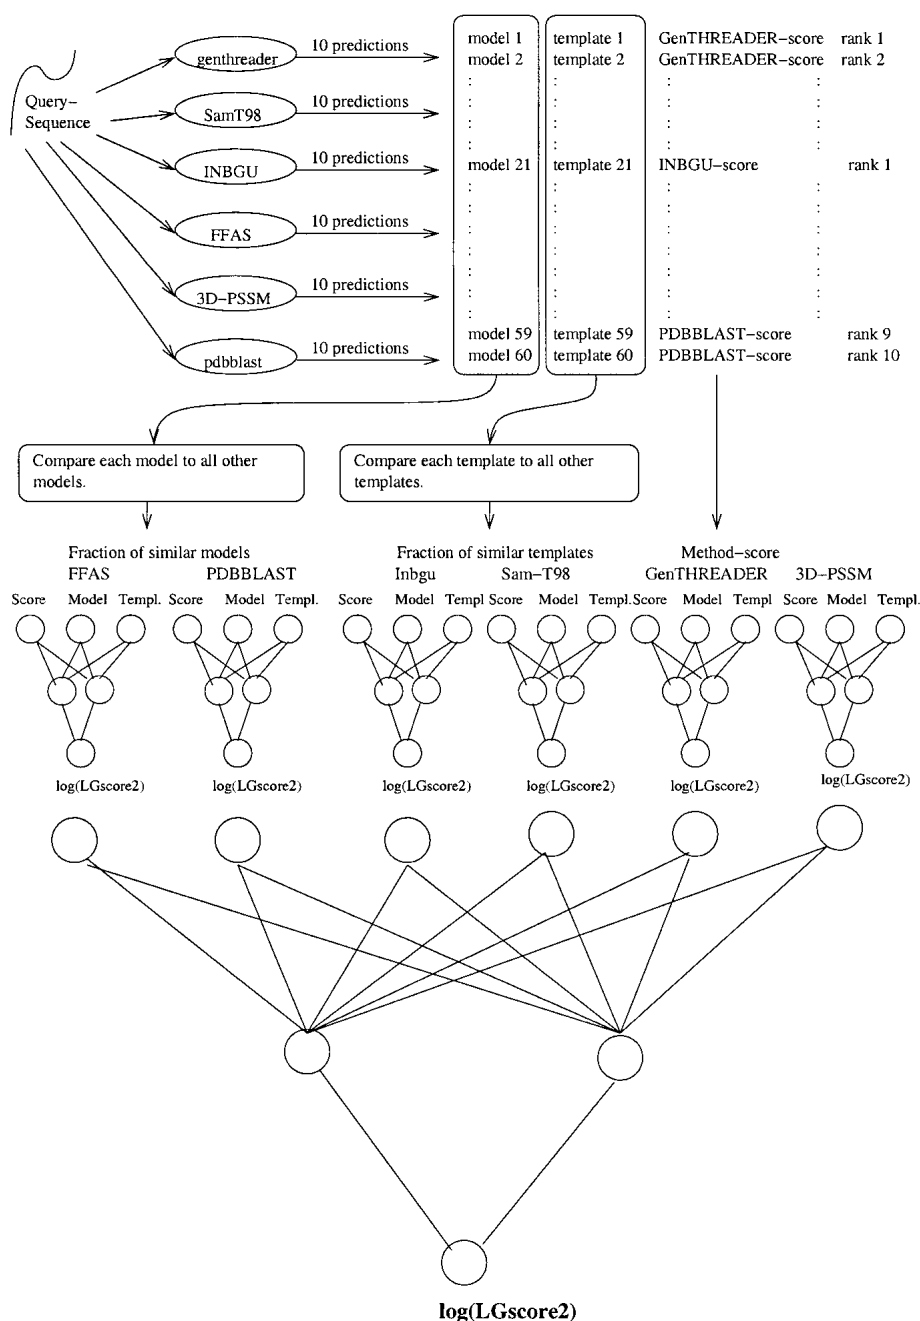 10 predictions model 1 template 1 GenTHREADER-score rank 1
genthreader model 2 template 2 GenTHREADER-score rank 2
Query-
Sequence
10 predictions
SamT98
10 predictions
INBGU model 21 template 21 INBGU-score rank 1
10 predictions
FFAS
10 predictions
3D-PSSM
10 predictions model 59 template 59 PDBBLAST-score rank 9
pdbblast model 60 template 60 PDBBLAST-score rank 10
Compare each model to all other
models.
Compare each template to all other
templates.
Fraction of similar models Fraction of similar templates Method-score
FFAS PDBBLAST Inbgu Sam-T98 GenTHREADER 3D-PSSM
Score Model Templ. Score Model Templ. Score Model Templ Score Model Templ. Score Model Templ. Score Model Templ.
log(LGscore2) log(LGscore2) log(LGscore2) log(LGscore2) log(LGscore2) log(LGscore2)
log(LGscore2)